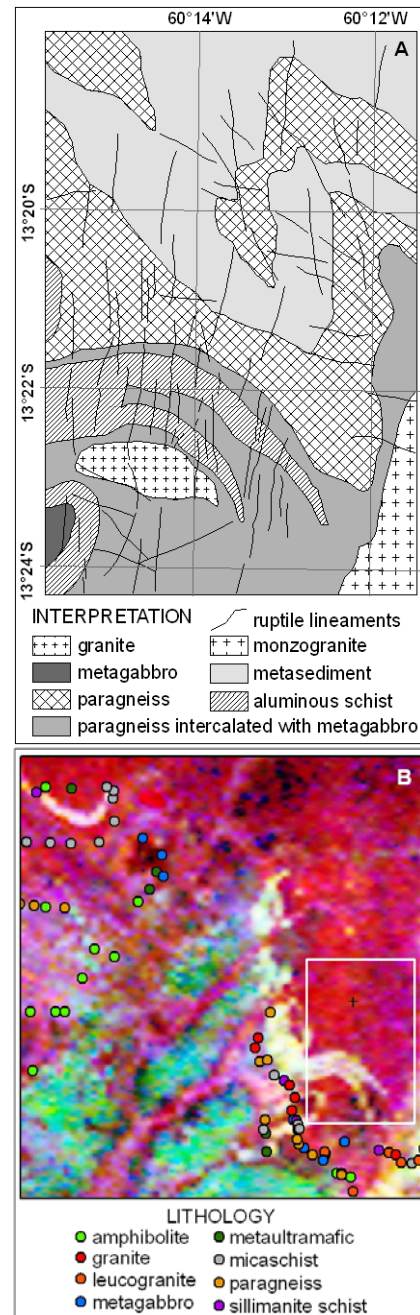 60°14'W 60°12'W
A
13°20'S
13°22'S
13°24'S
INTERPRETATION
ruptile lineaments
granite
monzogranite
metagabbro
metasediment
paragneiss
aluminous schist
paragneiss intercalated with metagabbro
B
LITHOLOGY
amphibolite
metaultramafic
granite
micaschist
leucogranite
paragneiss
metagabbro
sillimanite schist